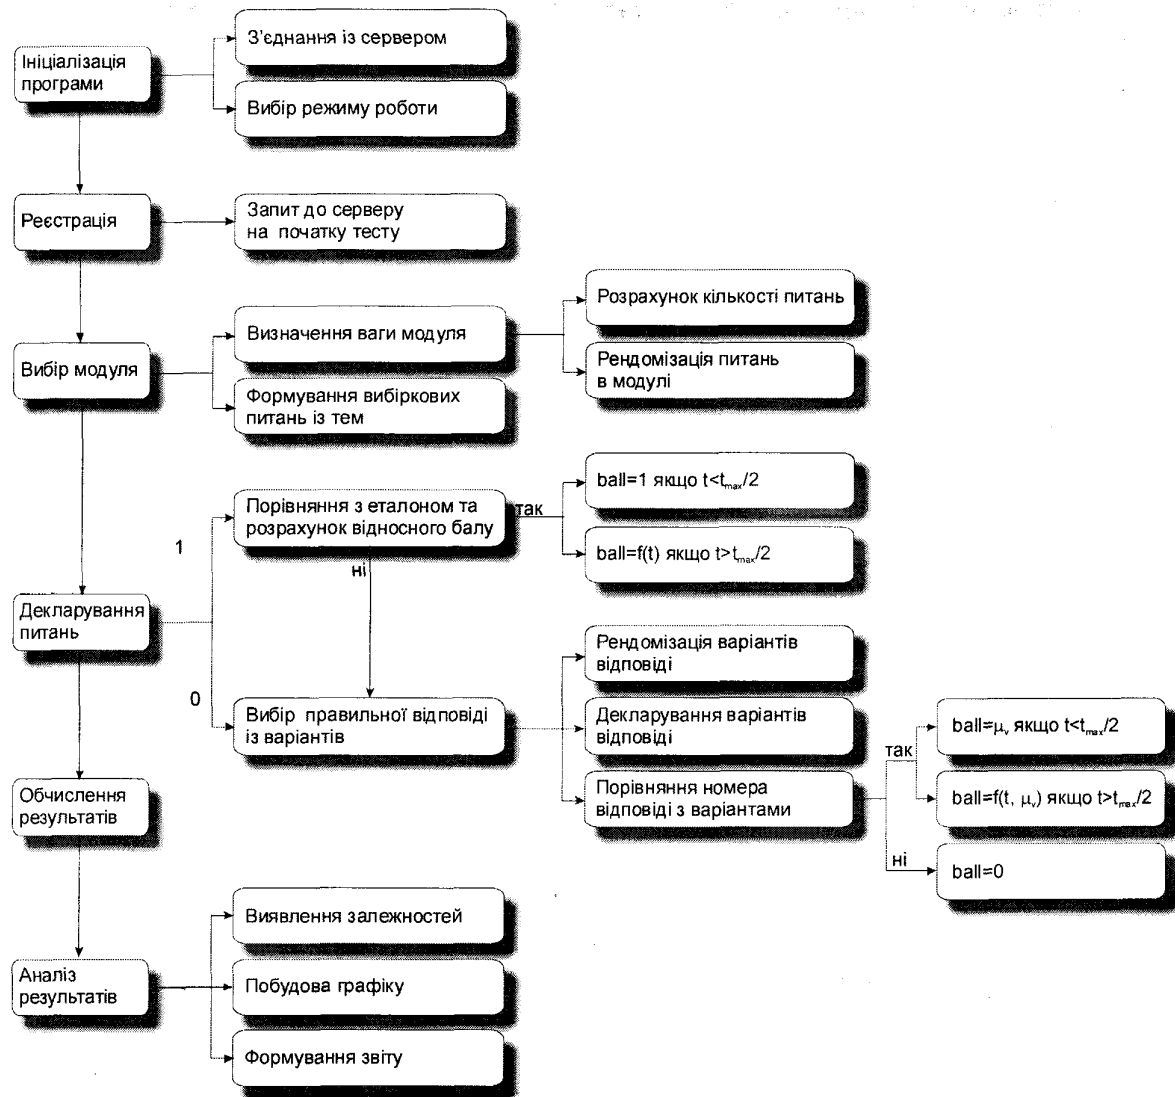 З'єднання із сервером
Ініціалізація
програми
Вибір режиму роботи
Реєстрація
Запит до серверу
на початку тесту
Розрахунок кількості питань
Визначення ваги модуля
Вибір модуля
Рендомізація питань
в модулі
Формування вибіркових
питань із тем
ball=1 якщо t<tmax/2
Порівняння з еталоном та
розрахунок відносного балу
так
1
ball=f(t) якщо t>tmax/2
ні
Декларування
питань
Рендомізація варіантів
відповіді
0
Вибір правильної відповіді
із варіантів
Декларування варіантів
відповіді
ball=μv якщо t<tmax/2
так
Порівняння номера
відповіді з варіантами
ball=f(t, μv) якщо t>tmax/2
Обчислення
результатів
ні
ball=0
Виявлення залежностей
Аналіз
результатів
Побудова графіку
Формування звіту